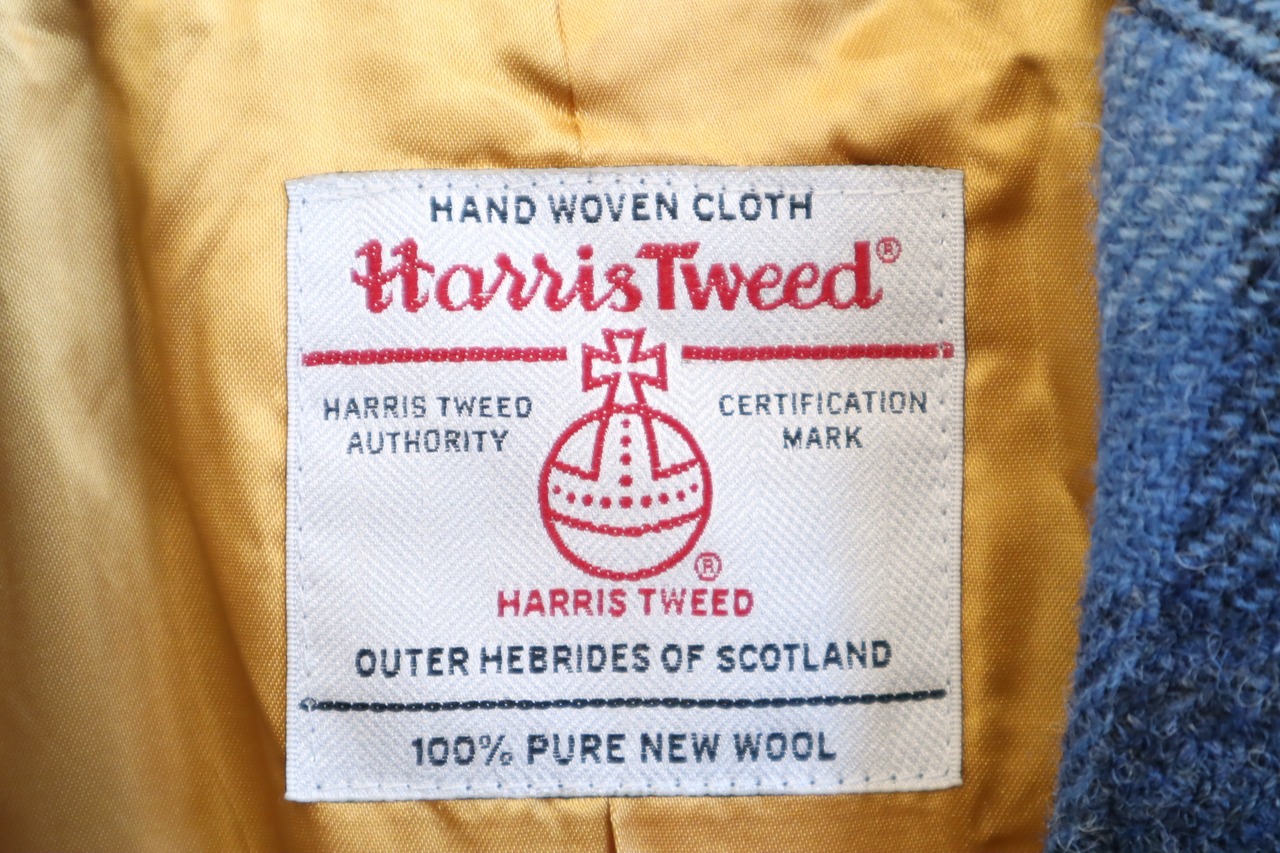 HAND WOVEN CLOTH
Harris Tweed®
HARRIS TWEED AUTHORITY
CERTIFICATION MARK
®
HARRIS TWEED
OUTER HEBRIDES OF SCOTLAND
100% PURE NEW WOOL